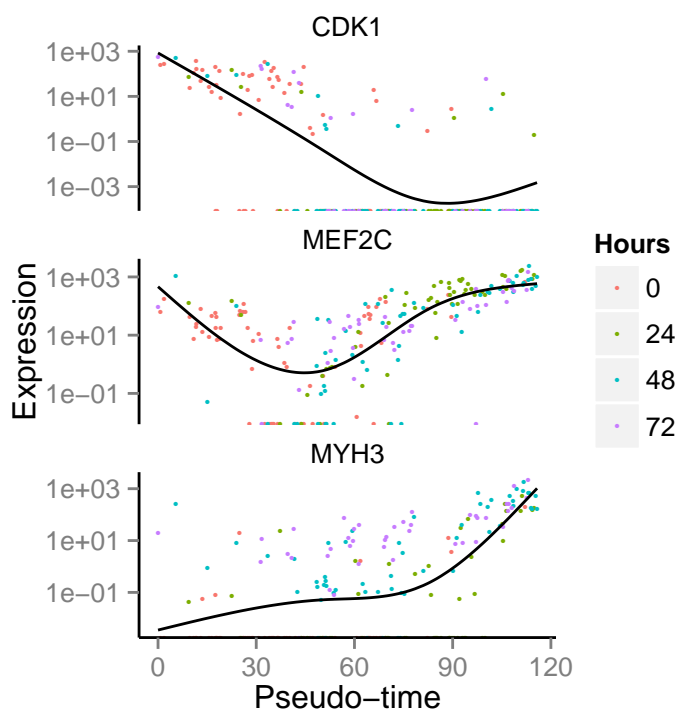 CDK1
1e+03
1e+01
1e−01
1e−03
MEF2C
1e+03
1e+01
1e−01
MYH3
1e+03
1e+01
1e−01
0
30
60
90
120
Pseudo−time
Expression
Hours
0
24
48
72